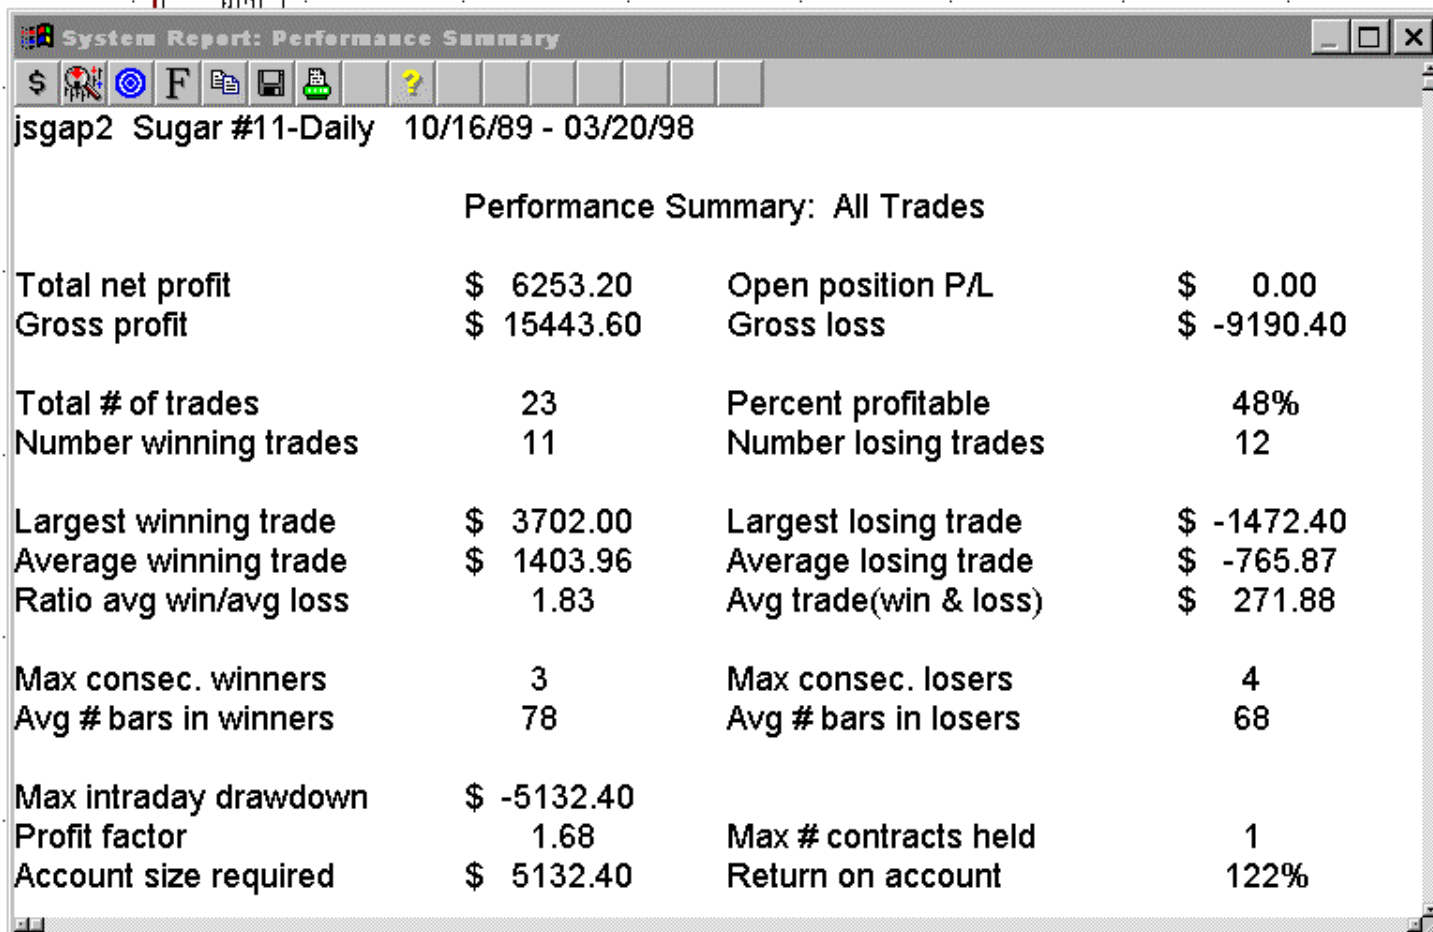 System Report: Performance Summary
$ F ?
jsgap2 Sugar #11-Daily 10/16/89 - 03/20/98
Performance Summary: All Trades
Total net profit $ 6253.20 Open position P/L $ 0.00
Gross profit $ 15443.60 Gross loss $ -9190.40
Total # of trades 23 Percent profitable 48%
Number winning trades 11 Number losing trades 12
Largest winning trade $ 3702.00 Largest losing trade $ -1472.40
Average winning trade $ 1403.96 Average losing trade $ -765.87
Ratio avg win/avg loss 1.83 Avg trade(win & loss) $ 271.88
Max consec. winners 3 Max consec. losers 4
Avg # bars in winners 78 Avg # bars in losers 68
Max intraday drawdown $ -5132.40
Profit factor 1.68 Max # contracts held 1
Account size required $ 5132.40 Return on account 122%